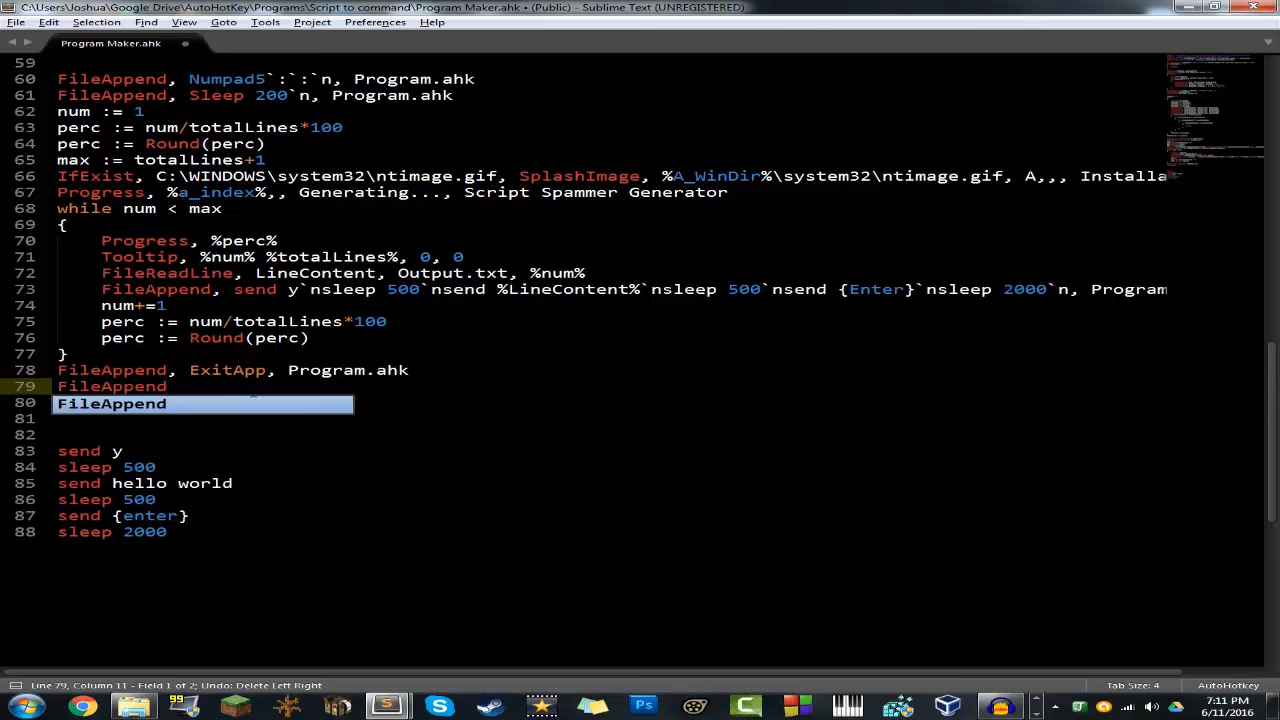 C:\Users\Joshua\Google Drive\AutoHotKey\Programs\Script to command\Program Maker.ahk • (Public) - Sublime Text (UNREGISTERED)
File Edit Selection Find View Goto Tools Project Preferences Help
Program Maker.ahk
59
60 FileAppend, Numpad5`:`:`n, Program.ahk
61 FileAppend, Sleep 200`n, Program.ahk
62 num := 1
63 perc := num/totalLines*100
64 perc := Round(perc)
65 max := totalLines+1
66 IfExist, C:\WINDOWS\system32\ntimage.gif, SplashImage, %A_WinDir%\system32\ntimage.gif, A,,, Installa
67 Progress, %a_index%,, Generating..., Script Spammer Generator
68 while num < max
69 {
70 Progress, %perc%
71 Tooltip, %num% %totalLines%, 0, 0
72 FileReadLine, LineContent, Output.txt, %num%
73 FileAppend, send y`nsleep 500`nsend %LineContent%`nsleep 500`nsend {Enter}`nsleep 2000`n, Program
74 num+=1
75 perc := num/totalLines*100
76 perc := Round(perc)
77 }
78 FileAppend, ExitApp, Program.ahk
79 FileAppend
80 FileAppend
81
82
83 send y
84 sleep 500
85 send hello world
86 sleep 500
87 send {enter}
88 sleep 2000
Line 79, Column 11 - Field 1 of 2; Undo: Delete Left Right Tab Size: 4 AutoHotkey
99 S Ps C 7:11 PM
6/11/2016